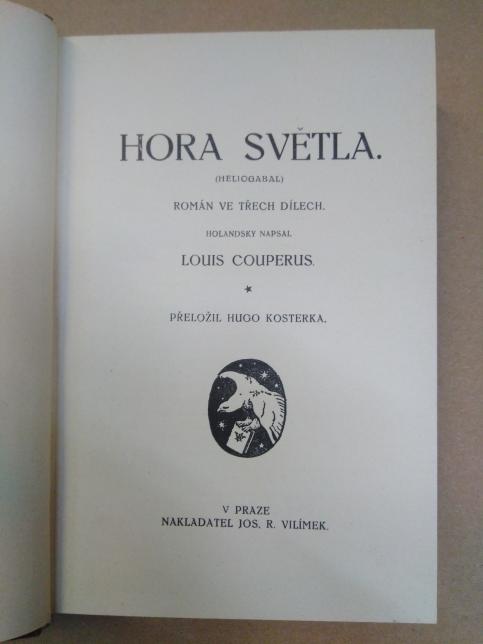 HORA SVĚTLA.
(HELIOGABAL)
ROMÁN VE TŘECH DÍLECH.
HOLANDSKY NAPSAL
LOUIS COUPERUS.
PŘELOŽIL HUGO KOSTERKA.
V PRAZE
NAKLADATEL JOS. R. VILÍMEK.